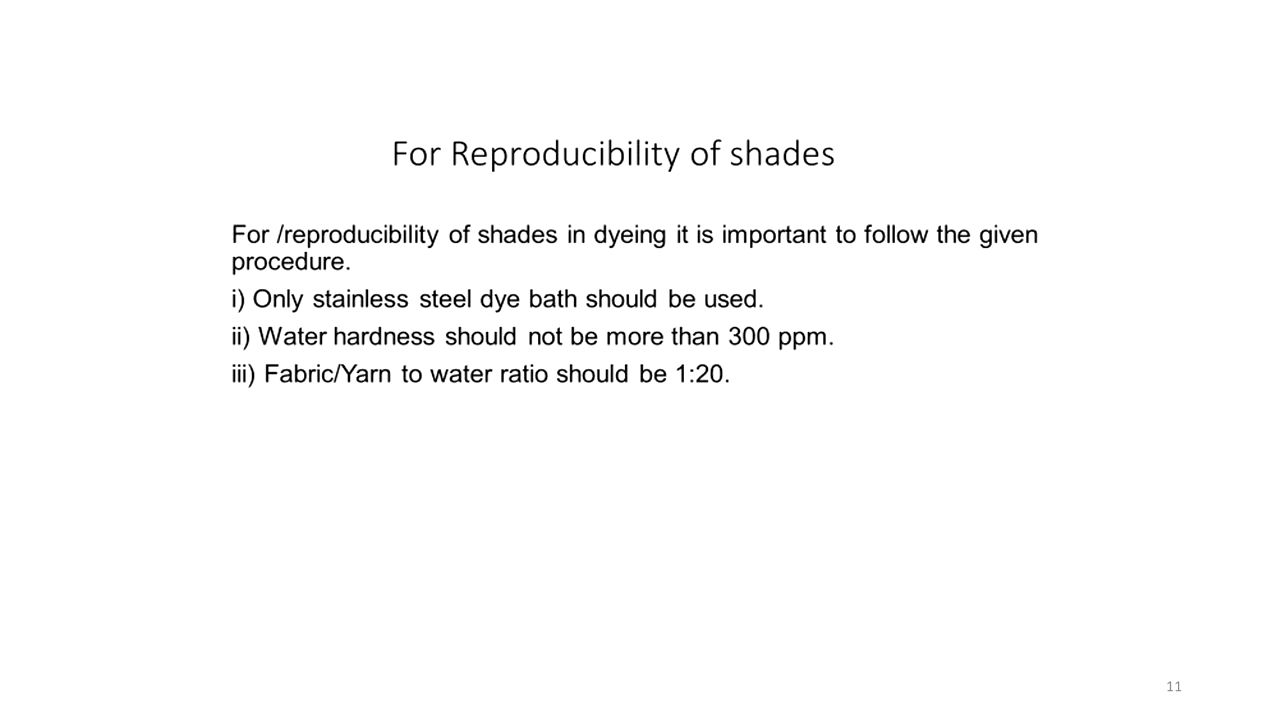 For Reproducibility of shades
For /reproducibility of shades in dyeing it is important to follow the given
procedure.
i) Only stainless steel dye bath should be used.
ii) Water hardness should not be more than 300 ppm.
iii) Fabric/Yarn to water ratio should be 1:20.
11